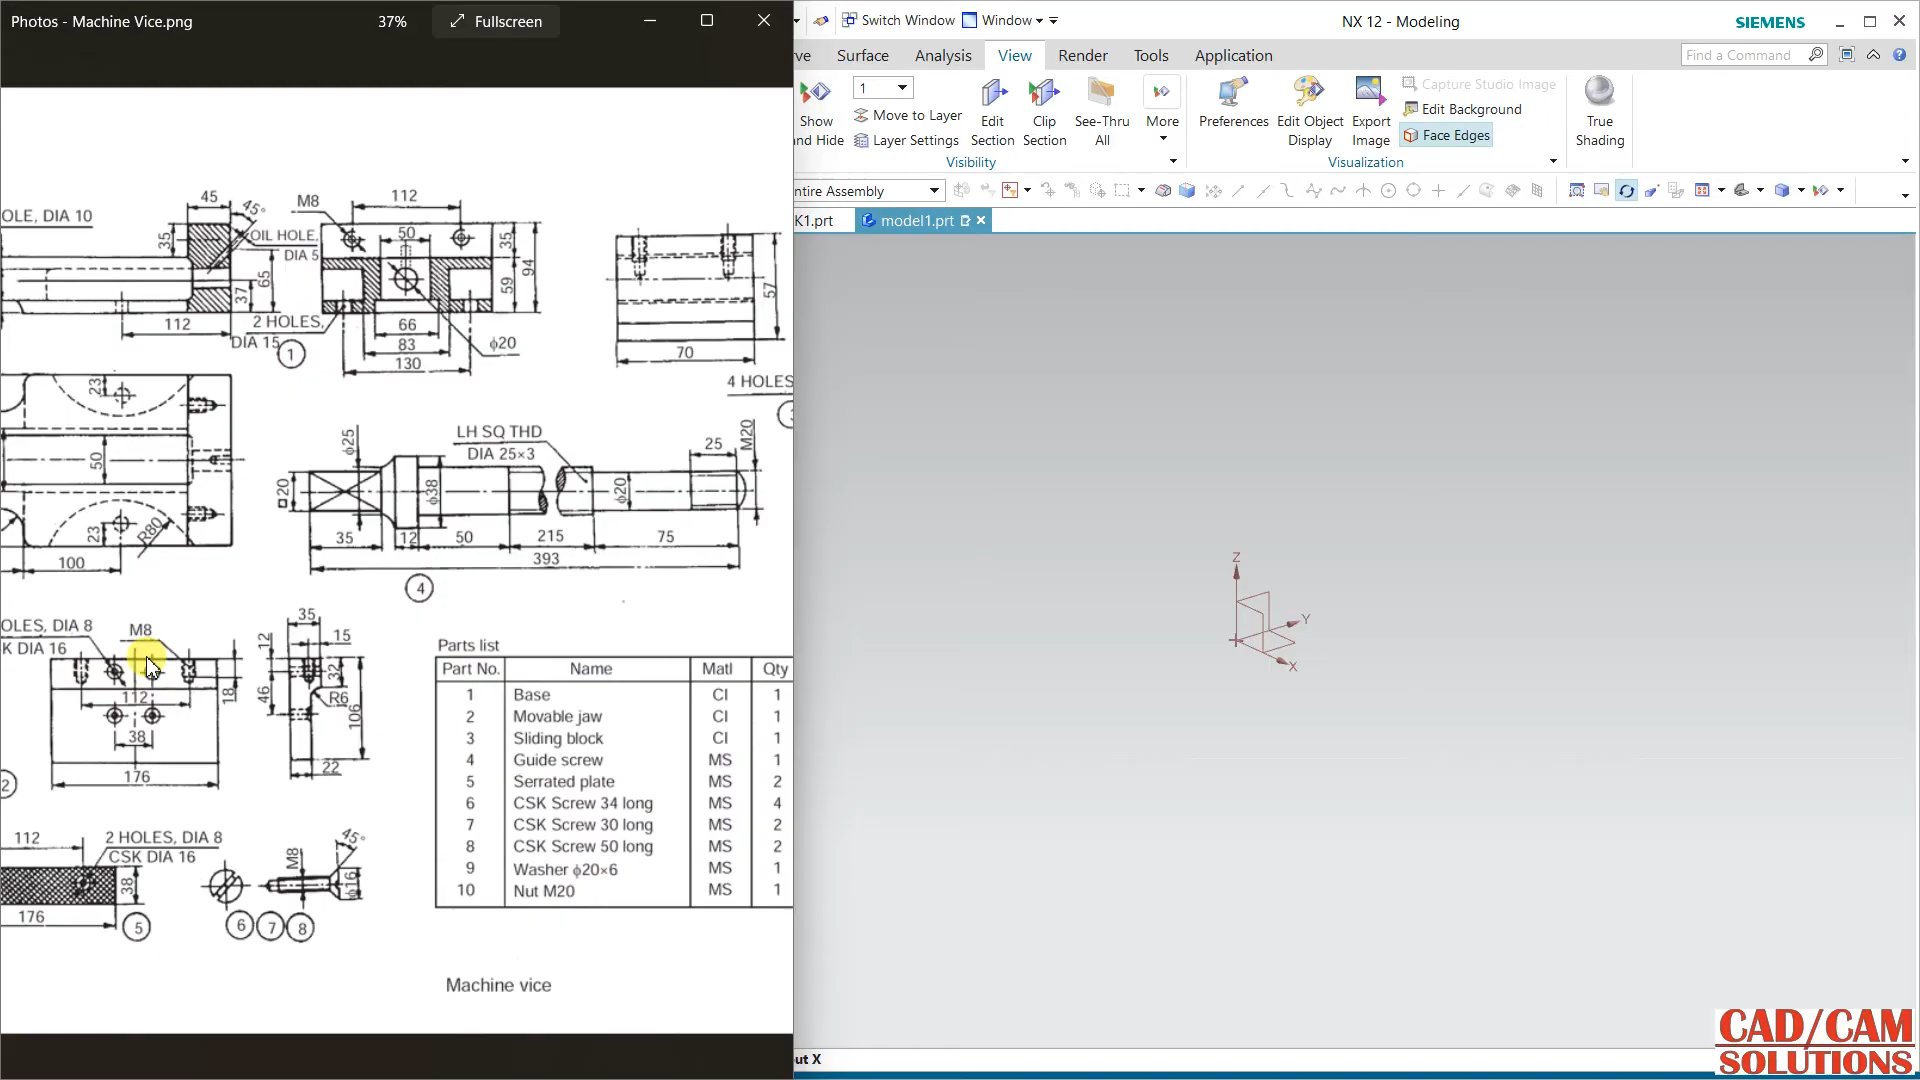 Photos - Machine Vice.png
37%
Fullscreen
OLE, DIA 10
45
45°
35
OIL HOLE,
DIA 5
65
37
112
M8
112
50
35
94
59
2 HOLES,
DIA 15
1
66
83
130
ϕ20
57
70
4 HOLES
23
50
23
R80
100
ϕ25
LH SQ THD
DIA 25×3
25
M20
20
ϕ38
ϕ20
35
12
50
215
75
393
4
OLES, DIA 8
K DIA 16
M8
112
18
38
176
2
35
12
15
32
46
R6
106
22
Parts list
Part No. Name Matl Qty
1 Base CI 1
2 Movable jaw CI 1
3 Sliding block CI 1
4 Guide screw MS 1
5 Serrated plate MS 2
6 CSK Screw 34 long MS 4
7 CSK Screw 30 long MS 2
8 CSK Screw 50 long MS 2
9 Washer ϕ20×6 MS 1
10 Nut M20 MS 1
112
2 HOLES, DIA 8
CSK DIA 16
38
176
5
M8
45°
ϕ16
6 7 8
Machine vice
Switch Window
Window
NX 12 - Modeling
SIEMENS
ve
Surface
Analysis
View
Render
Tools
Application
Find a Command
Show
nd Hide
1
Move to Layer
Layer Settings
Edit
Section
Clip
Section
See-Thru
All
More
Visibility
Preferences
Edit Object
Display
Export
Image
Capture Studio Image
Edit Background
Face Edges
Visualization
True
Shading
ntire Assembly
K1.prt
model1.prt
Z
Y
X
out X
CAD/CAM
SOLUTIONS